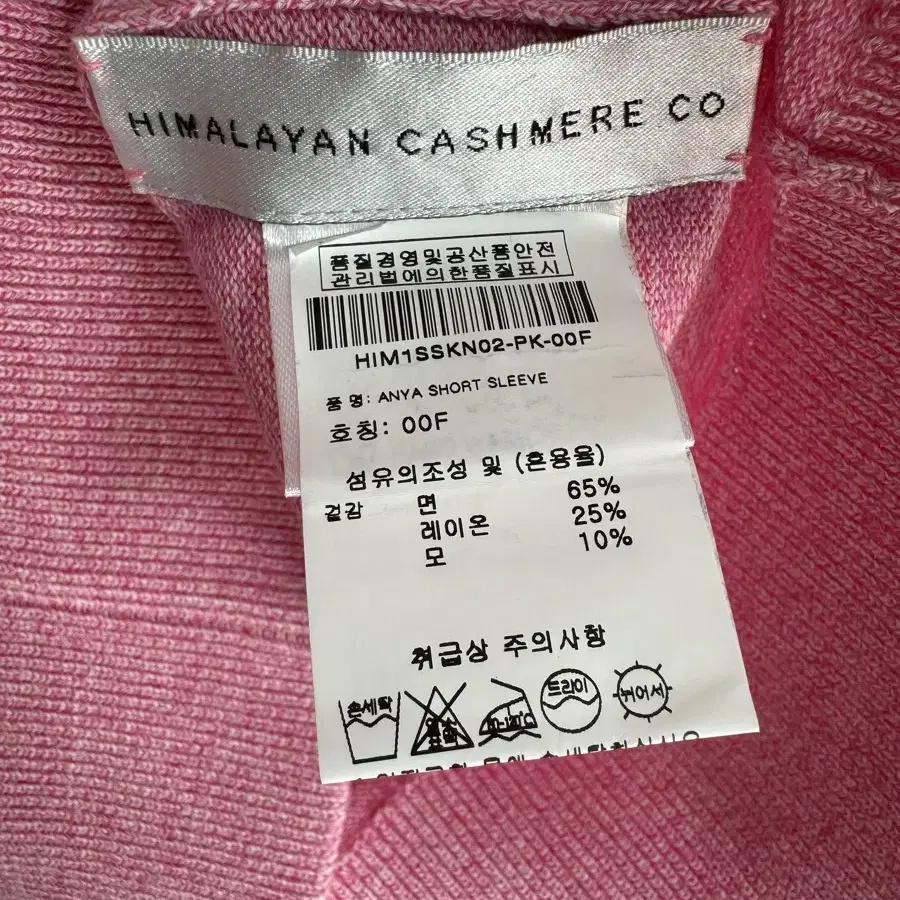 HIMALAYAN CASHMERE CO
품질경영및공산품안전
관리법에의한품질표시
HIM1SSKN02-PK-00F
품 명: ANYA SHORT SLEEVE
호칭: 00F
섬유의조성 및 (혼용율)
겉감 면 65%
레이온 25%
모 10%
취급상 주의사항
손세탁 드라이 뉘어서